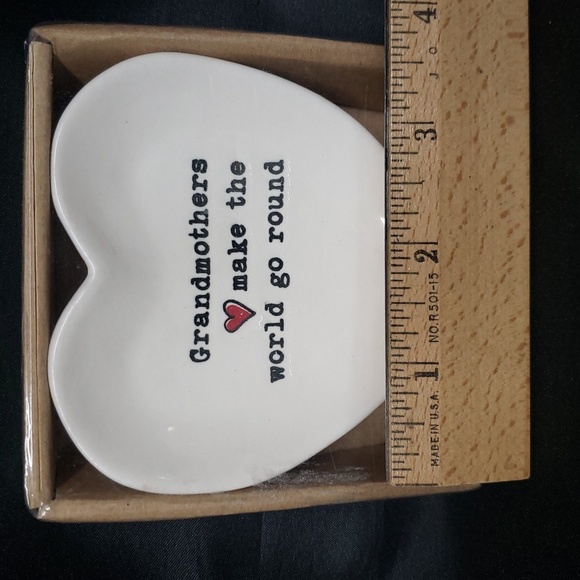 Grandmothers
make the
world go round
1 2 3 4
MADE IN U.S.A. NO. R501-15